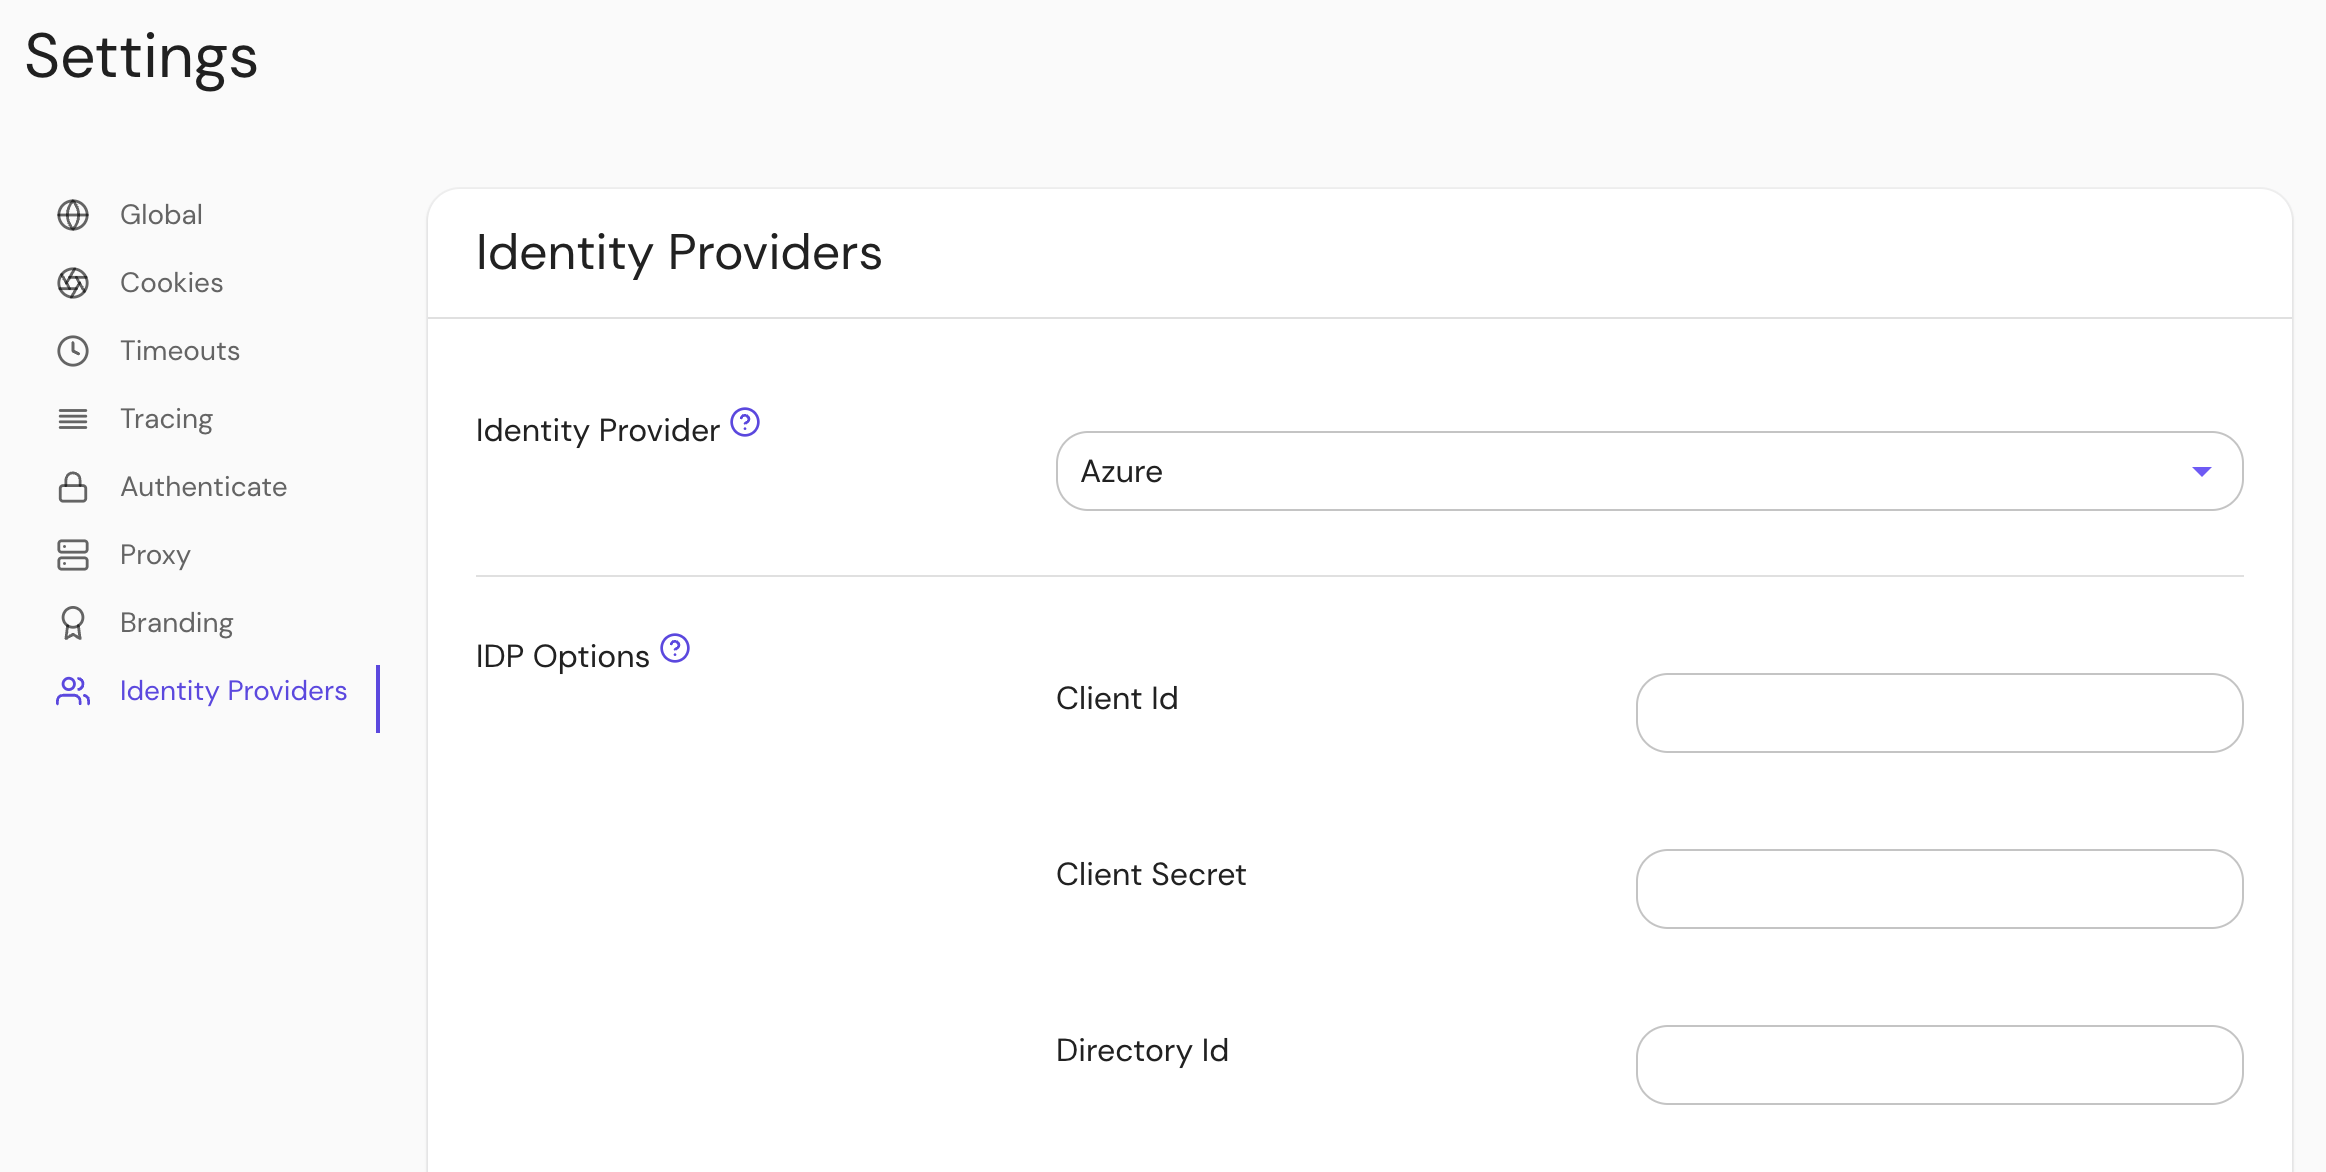 Settings
Global
Cookies
Timeouts
Tracing
Authenticate
Proxy
Branding
Identity Providers
Identity Providers
Identity Provider
Azure
IDP Options
Client Id
Client Secret
Directory Id